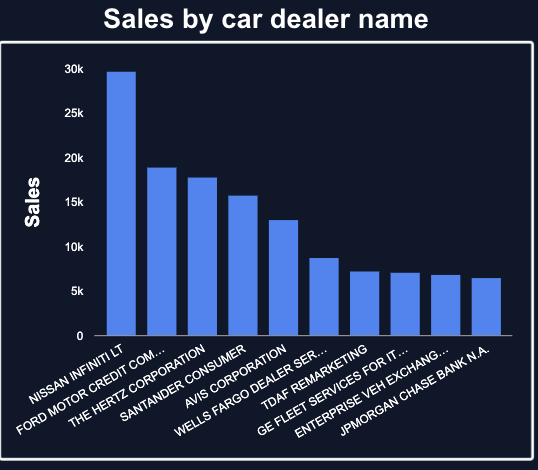 Sales by car dealer name
30k
25k
20k
15k
10k
5k
0
Sales
NISSAN INFINITI LT
FORD MOTOR CREDIT COM...
THE HERTZ CORPORATION
SANTANDER CONSUMER
AVIS CORPORATION
WELLS FARGO DEALER SER...
TDAF REMARKETING
GE FLEET SERVICES FOR IT...
ENTERPRISE VEH EXCHANG...
JPMORGAN CHASE BANK N.A.